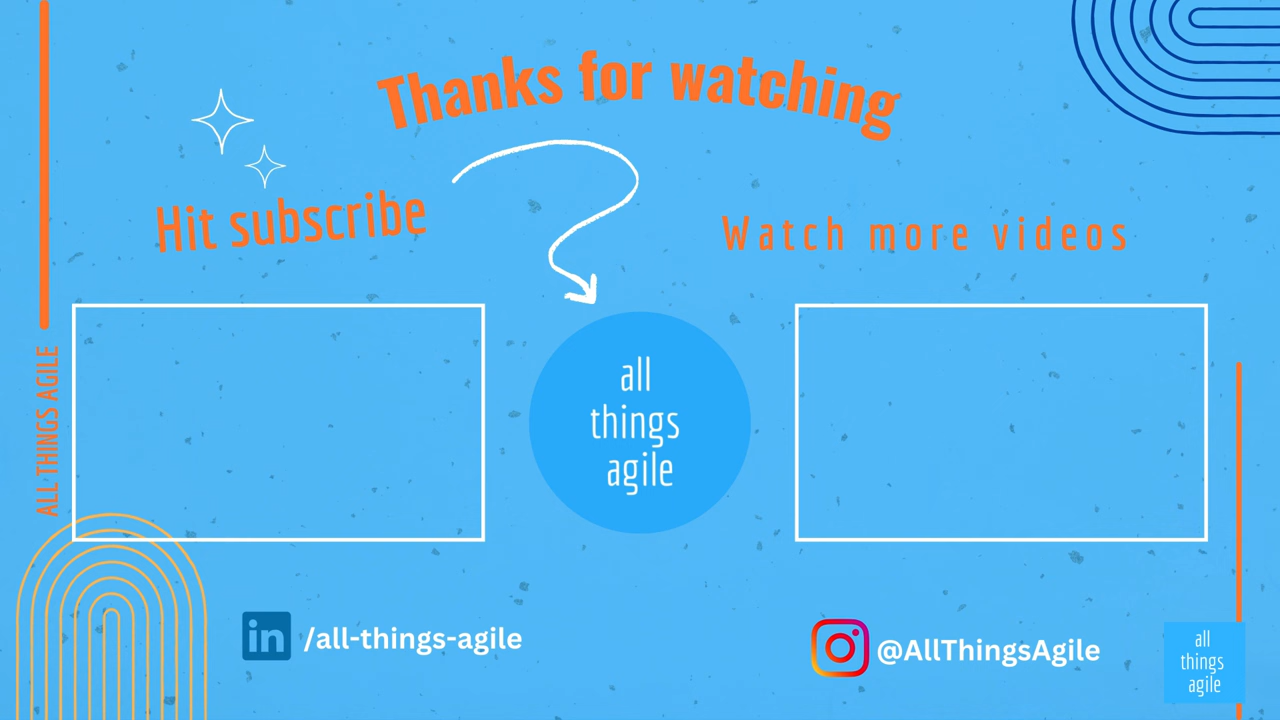 Thanks for watching
Hit subscribe
Watch more videos
ALL THINGS AGILE
all
things
agile
in /all-things-agile
@AllThingsAgile
all
things
agile